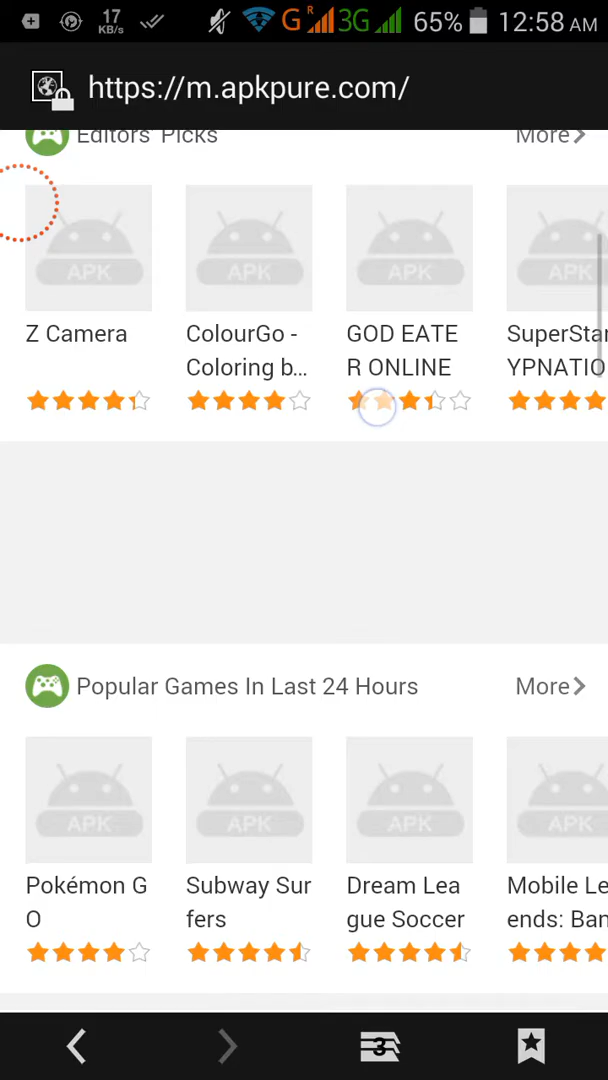 17
KB/s
G
R
3G
65%
12:58 AM
https://m.apkpure.com/
Editors' Picks
More
APK
APK
APK
APK
Z Camera
ColourGo -
Coloring b...
GOD EATE
R ONLINE
SuperStar
YPNATIO
Popular Games In Last 24 Hours
More
APK
APK
APK
APK
Pokémon G
O
Subway Sur
fers
Dream Lea
gue Soccer
Mobile Le
ends: Ban
3